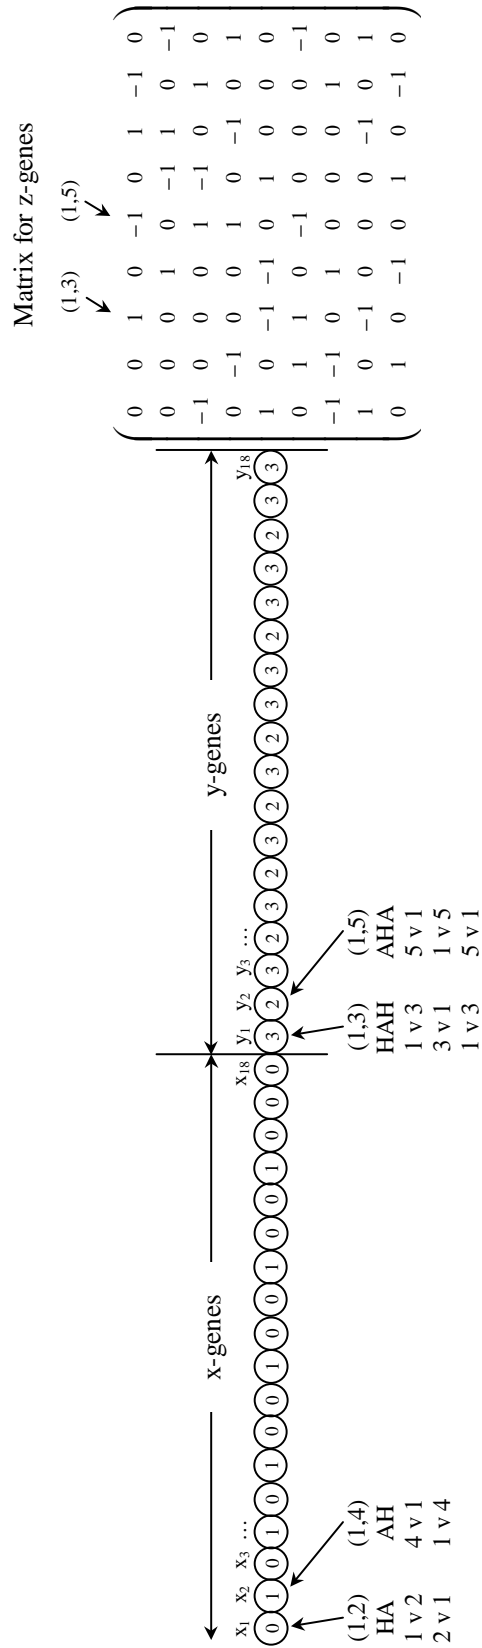 Matrix for z-genes
(1,3) (1,5)
0 0 1 0 −1 0 1 −1 0
0 0 0 1 0 −1 1 0 −1
−1 0 0 0 1 −1 0 1 0
0 −1 0 0 1 0 −1 0 1
1 0 −1 −1 0 1 0 0 0
0 1 1 0 −1 0 0 0 −1
−1 −1 0 1 0 0 0 1 0
1 0 −1 0 0 0 −1 0 1
0 1 0 −1 0 1 0 −1 0
x-genes y-genes
x1 x2 x3 ... x18 y1 y2 y3 ... y18
0 1 0 1 0 1 0 0 1 0 0 1 0 0 1 0 0 0 3 2 3 2 3 2 3 2 3 2 3 3 2 3 3 2 3 3
(1,2) (1,4) (1,3) (1,5)
HA AH HAH AHA
1 v 2 4 v 1 1 v 3 5 v 1
2 v 1 1 v 4 3 v 1 1 v 5
1 v 3 5 v 1